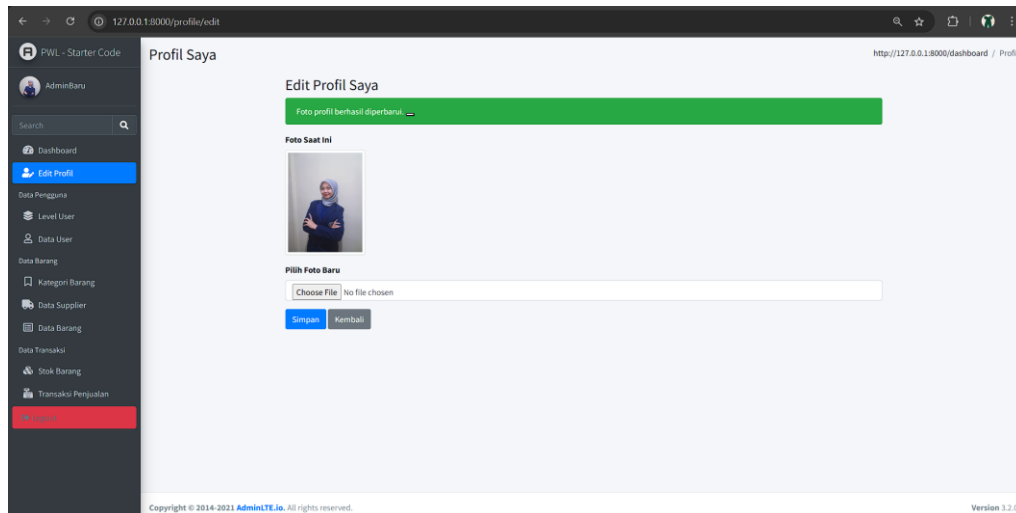 127.0.0.1:8000/profile/edit
PWL - Starter Code
AdminBaru
Search
Dashboard
Edit Profil
Data Pengguna
Level User
Data User
Data Barang
Kategori Barang
Data Supplier
Data Barang
Data Transaksi
Stok Barang
Transaksi Penjualan
Profil Saya
http://127.0.0.1:8000/dashboard / Profi
Edit Profil Saya
Foto profil berhasil diperbarui.
Foto Saat Ini
Pilih Foto Baru
Choose File No file chosen
Simpan Kembali
Copyright © 2014-2021 AdminLTE.io. All rights reserved.
Version 3.2.0